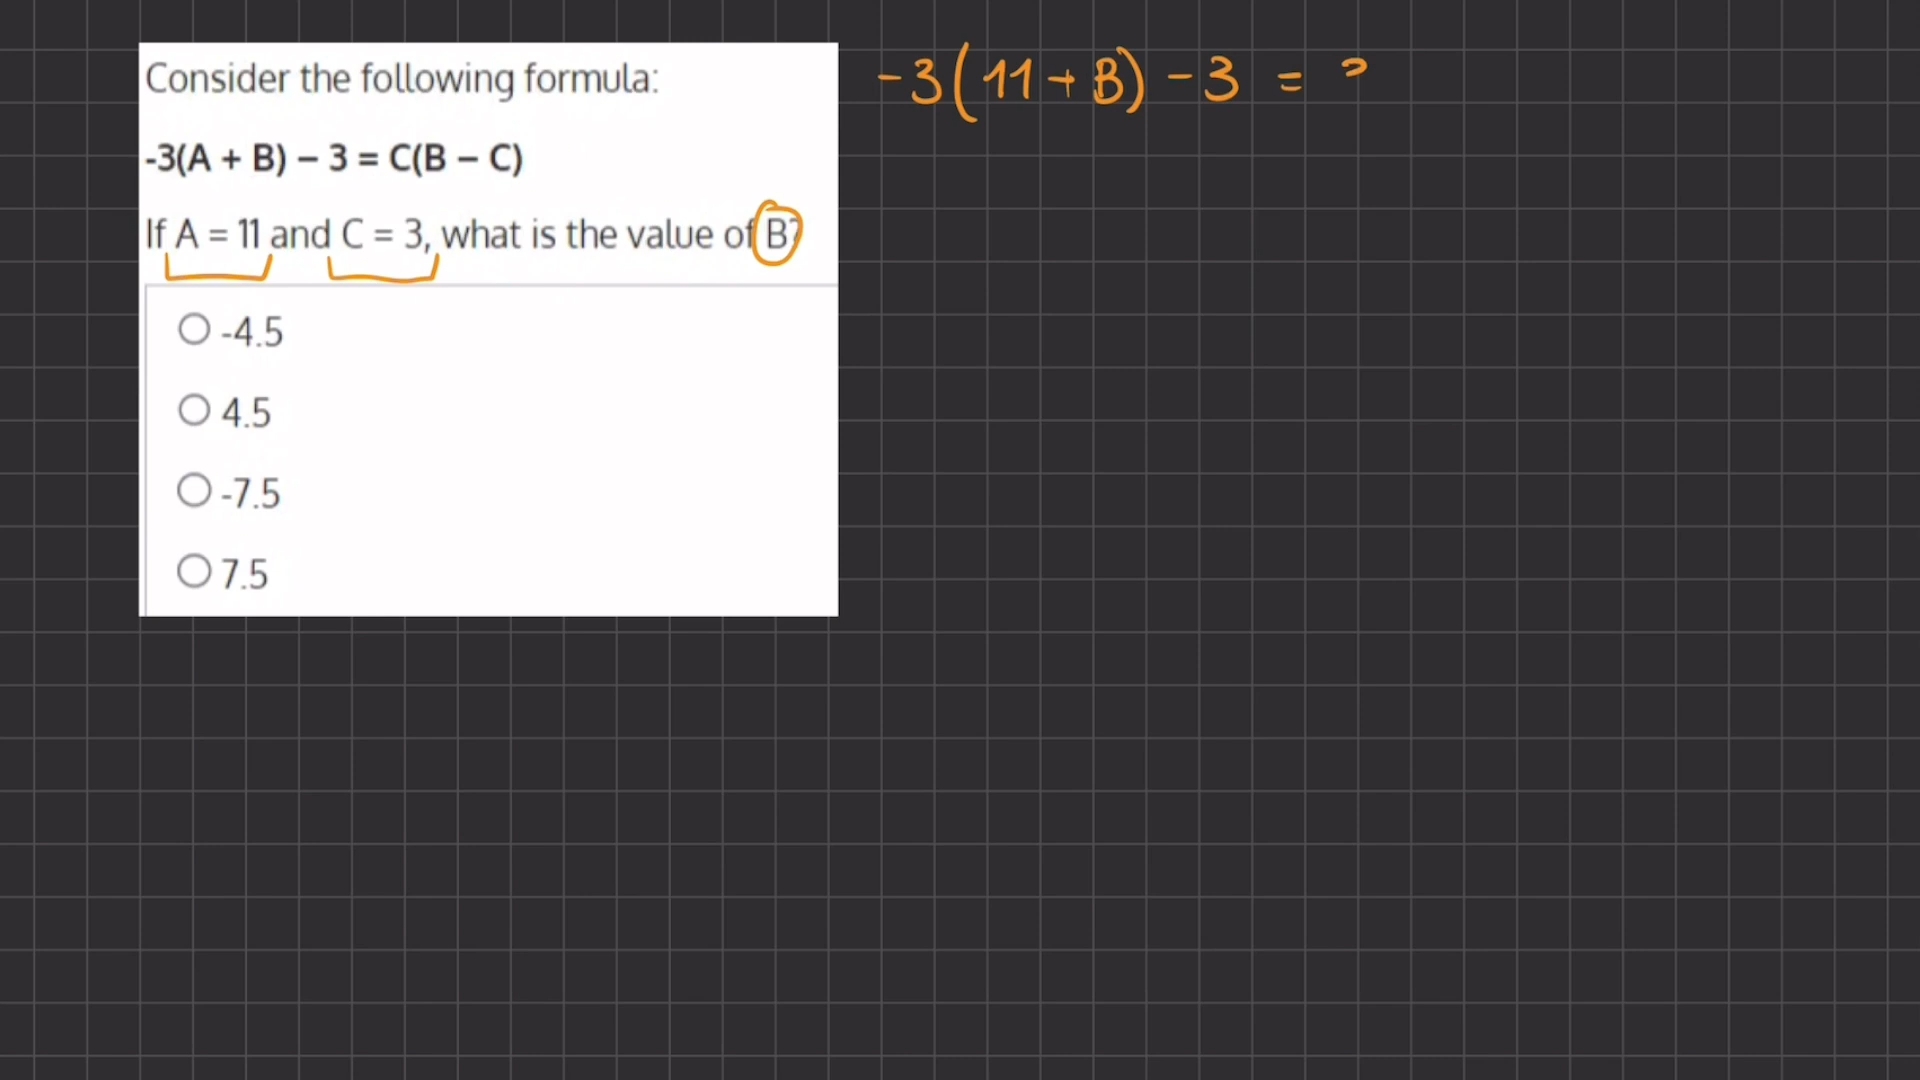 Consider the following formula:
-3(A + B) – 3 = C(B – C)
If A = 11 and C = 3, what is the value of B?
-4.5
4.5
-7.5
7.5
-3(11+B)-3 =